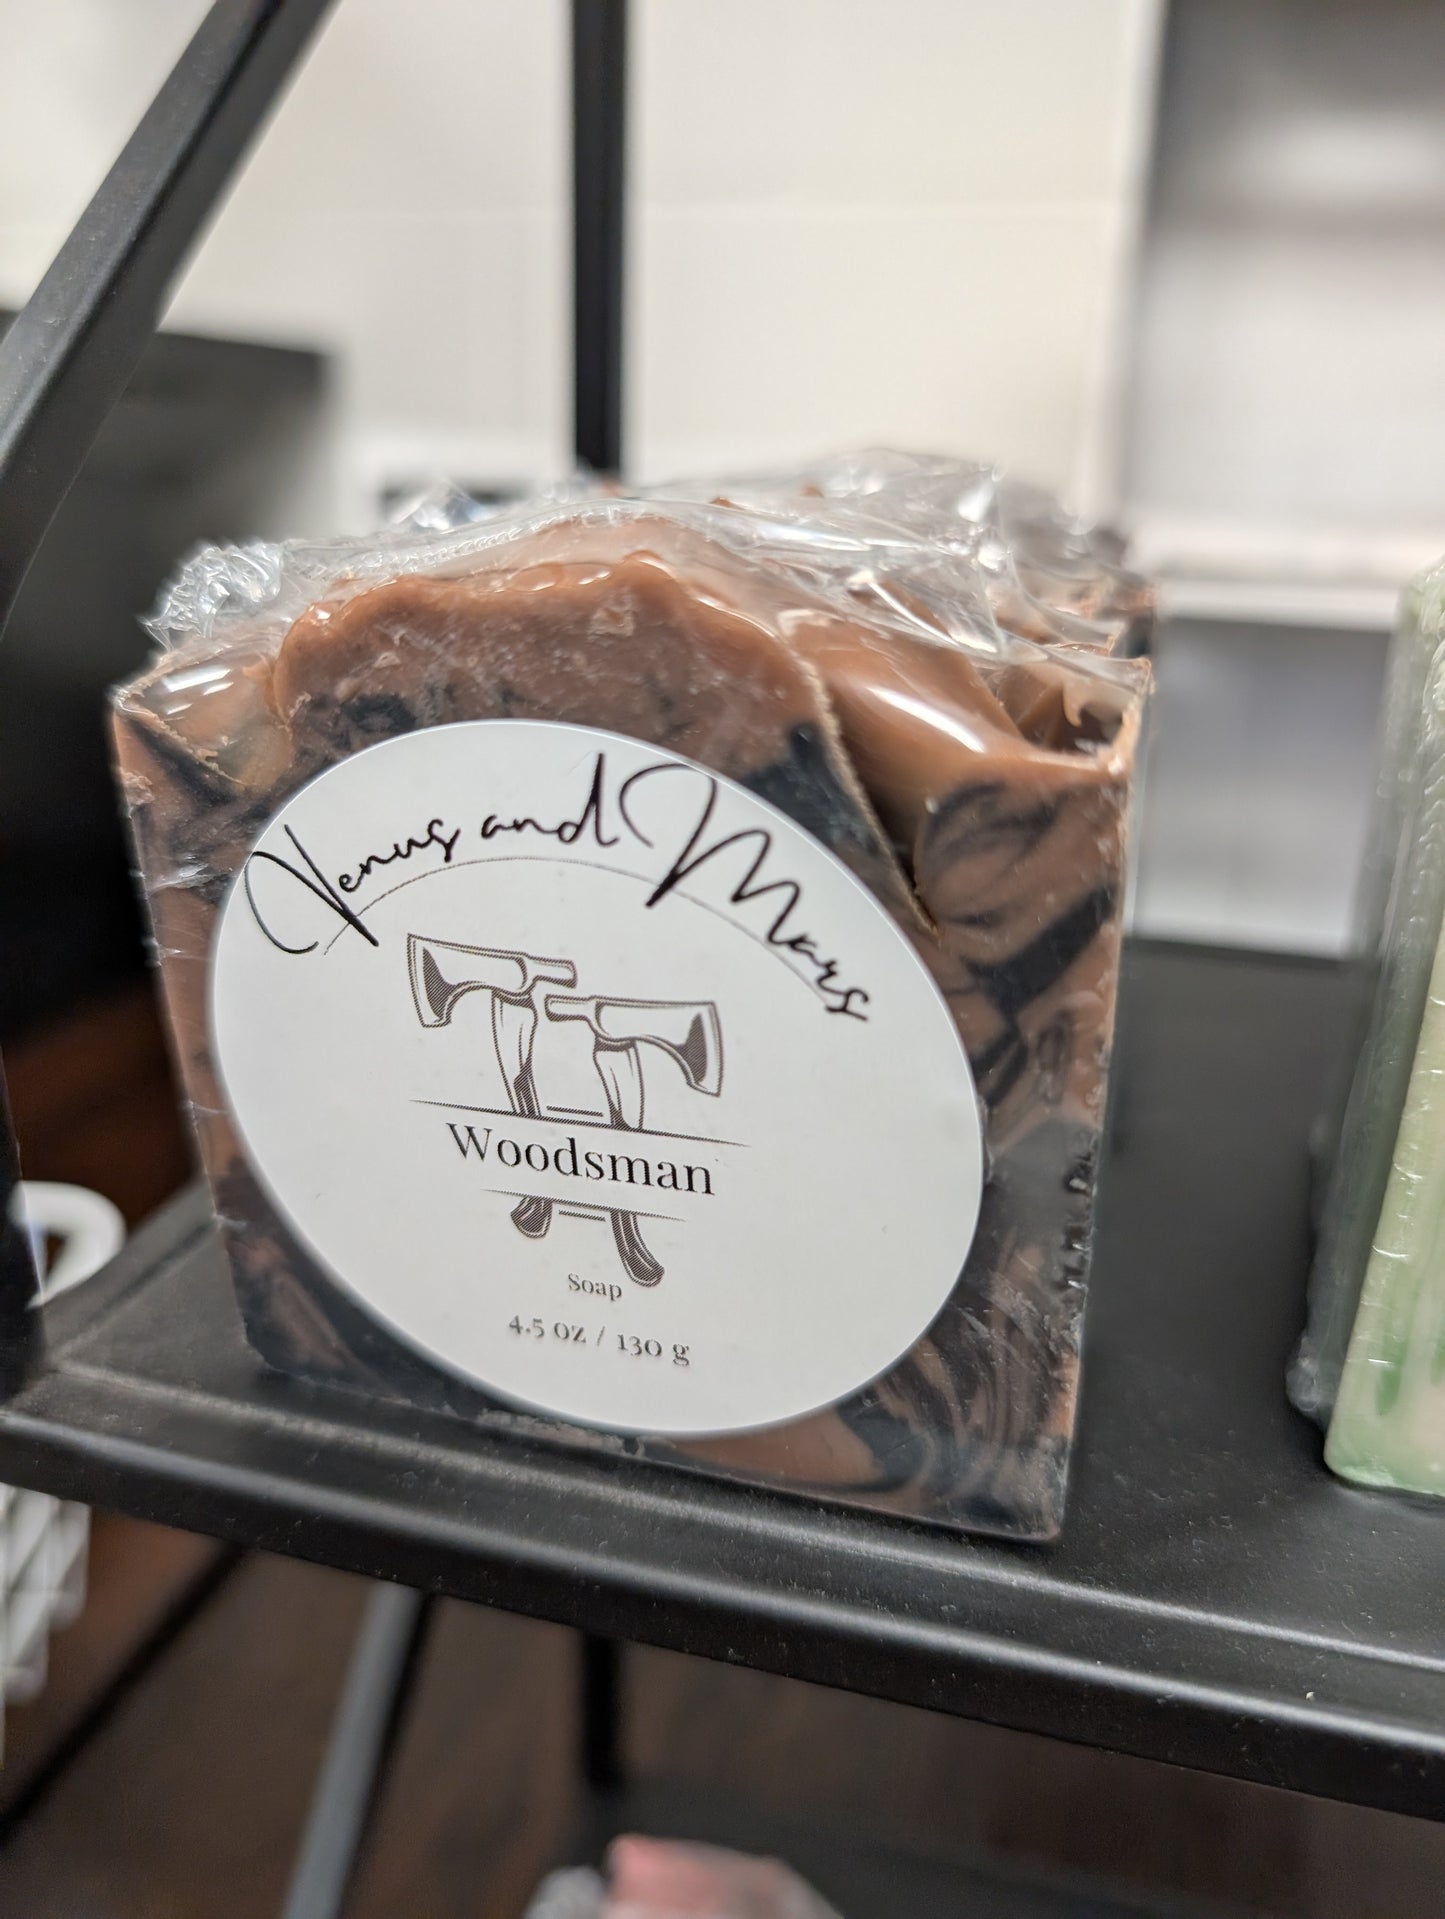 Venus and Mars
Woodsman
Soap
4.5 oz / 130 g